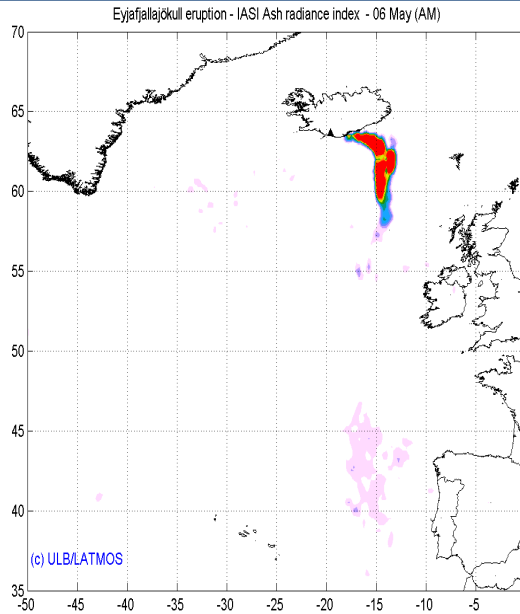 Eyjafjallajökull eruption - IASI Ash radiance index - 06 May (AM)
70
65
60
55
50
45
40
35
(c) ULB/LATMOS
-50 -45 -40 -35 -30 -25 -20 -15 -10 -5